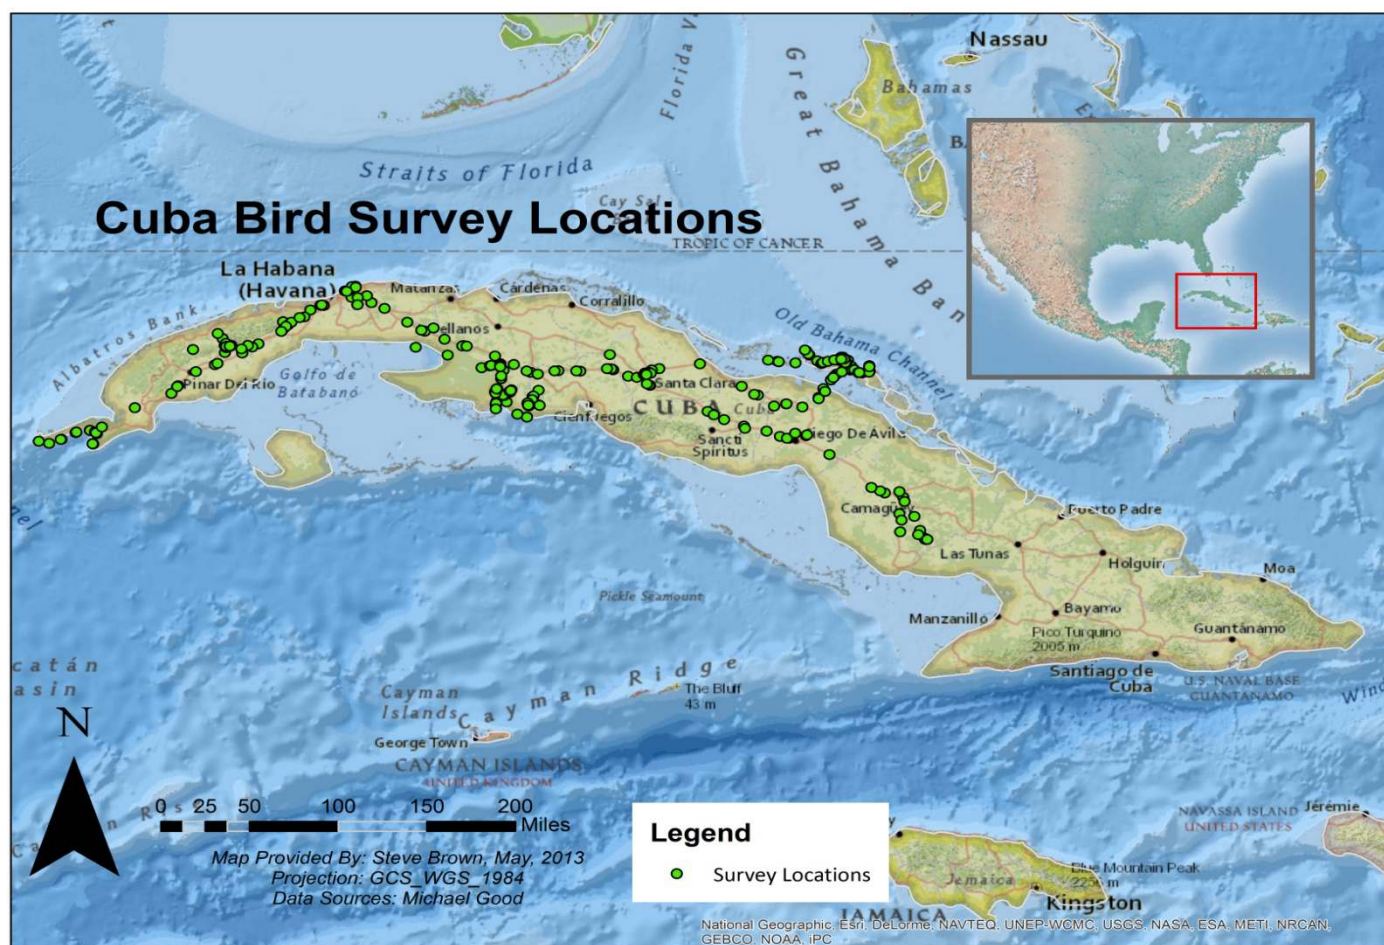 Nassau
Bahamas
Florida
Great Bahama
Straits of Florida
Cay Sal
Cuba Bird Survey Locations
TROPIC OF CANCER
La Habana
(Havana)
Matanzas
Cárdenas
Corralillo
Albatros Bank
Old Bahama Channel
Golfo de
Batabanó
Pinar Del Rio
Santa Clara
CUBA
Cuba
Cienfuegos
Sancti
Spiritus
Camagüey
Puerto Padre
Las Tunas
Holguín
Moa
Pickle Seamount
Manzanillo
Bayamo
Guantánamo
Pico Turquino
2005 m
Santiago de
Cuba
U.S. NAVAL BASE
GUANTANAMO
Cayman Ridge
The Bluff
43 m
Cayman
Islands
George Town
CAYMAN ISLANDS
UNITED KINGDOM
N
0 25 50 100 150 200
Miles
Map Provided By: Steve Brown, May, 2013
Projection: GCS_WGS_1984
Data Sources: Michael Good
Legend
Survey Locations
NAVASSA ISLAND
UNITED STATES
Jérémie
Blue Mountain Peak
2256 m
Jamaica
Kingston
JAMAICA
National Geographic, Esri, DeLorme, NAVTEQ, UNEP-WCMC, USGS, NASA, ESA, METI, NRCAN,
GEBCO, NOAA, iPC